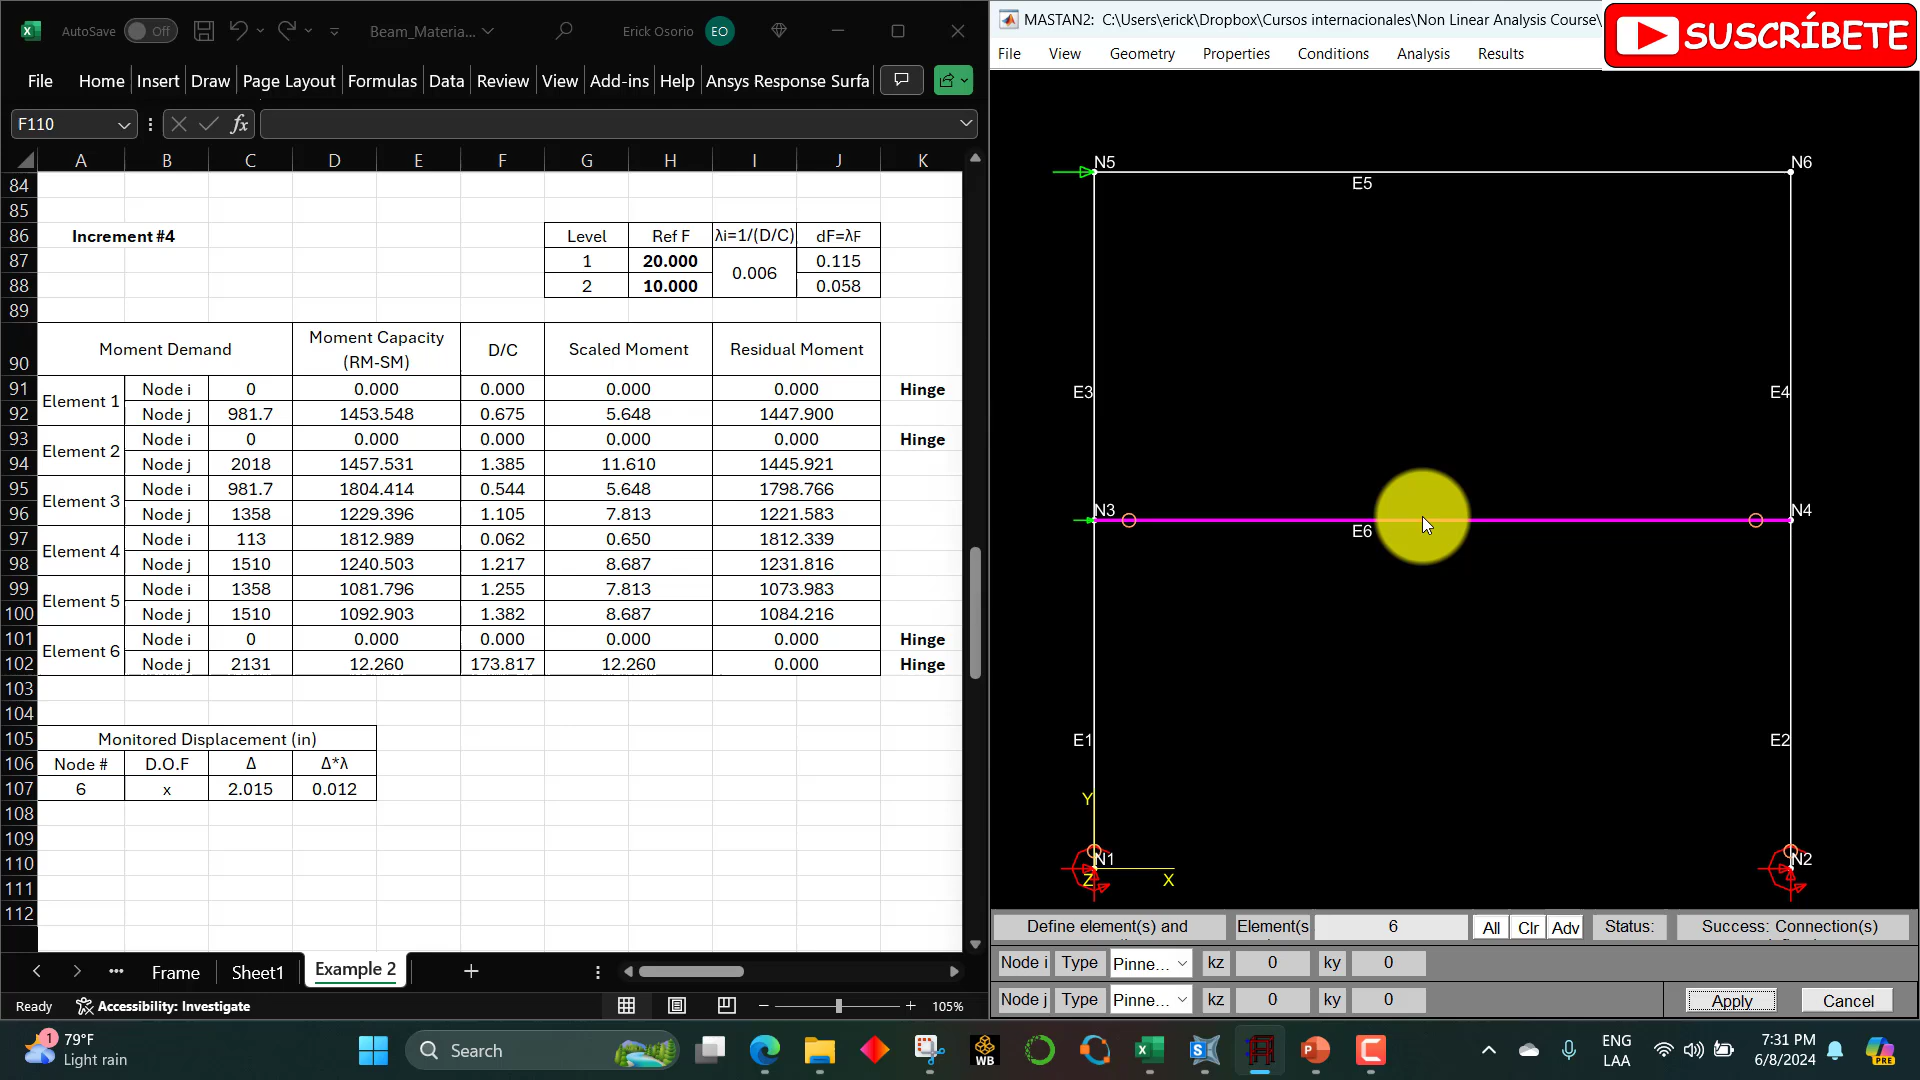 AutoSave Off Beam_Materia... Erick Osorio EO
File Home Insert Draw Page Layout Formulas Data Review View Add-ins Help Ansys Response Surfa
F110 fx
A B C D E F G H I J K
84
85
86 Increment #4 Level Ref F λi=1/(D/C) dF=λF
87 1 20.000 0.006 0.115
88 2 10.000 0.058
89
90 Moment Demand Moment Capacity (RM-SM) D/C Scaled Moment Residual Moment
91 Element 1 Node i 0 0.000 0.000 0.000 0.000 Hinge
92 Node j 981.7 1453.548 0.675 5.648 1447.900
93 Element 2 Node i 0 0.000 0.000 0.000 0.000 Hinge
94 Node j 2018 1457.531 1.385 11.610 1445.921
95 Element 3 Node i 981.7 1804.414 0.544 5.648 1798.766
96 Node j 1358 1229.396 1.105 7.813 1221.583
97 Element 4 Node i 113 1812.989 0.062 0.650 1812.339
98 Node j 1510 1240.503 1.217 8.687 1231.816
99 Element 5 Node i 1358 1081.796 1.255 7.813 1073.983
100 Node j 1510 1092.903 1.382 8.687 1084.216
101 Element 6 Node i 0 0.000 0.000 0.000 0.000 Hinge
102 Node j 2131 12.260 173.817 12.260 0.000 Hinge
103
104
105 Monitored Displacement (in)
106 Node # D.O.F Δ Δ*λ
107 6 x 2.015 0.012
108
109
110
111
112
Frame Sheet1 Example 2
Ready Accessibility: Investigate 105%
MASTAN2: C:\Users\erick\Dropbox\Cursos internacionales\Non Linear Analysis Course\
SUSCRÍBETE
File View Geometry Properties Conditions Analysis Results
N5 N6
E5
E3 E4
N3 N4
E6
E1 E2
Y
N1 N2
Z X
Define element(s) and Element(s 6 All Clr Adv Status: Success: Connection(s)
Node i Type Pinne... kz 0 ky 0
Node j Type Pinne... kz 0 ky 0 Apply Cancel
1 79°F
Light rain
Search
WB
ENG
LAA
7:31 PM
6/8/2024
PRE